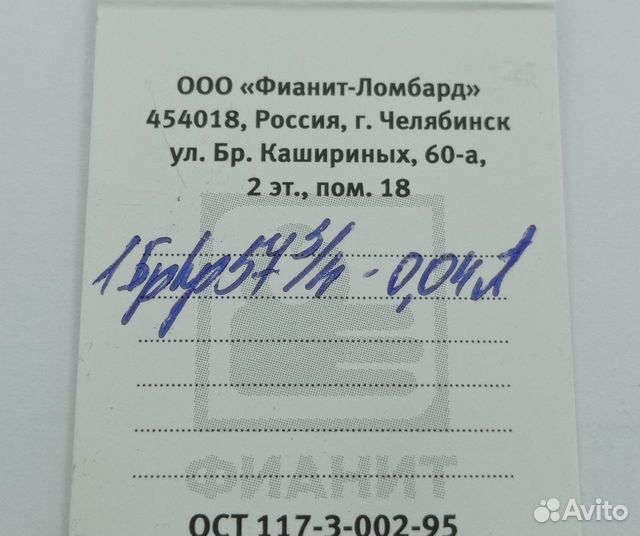 ООО «Фианит-Ломбард»
454018, Россия, г. Челябинск
ул. Бр. Кашириных, 60-а,
2 эт., пом. 18
1БрКр57 3/4-0,04
ФИАНИТ
ОСТ 117-3-002-95
Avito